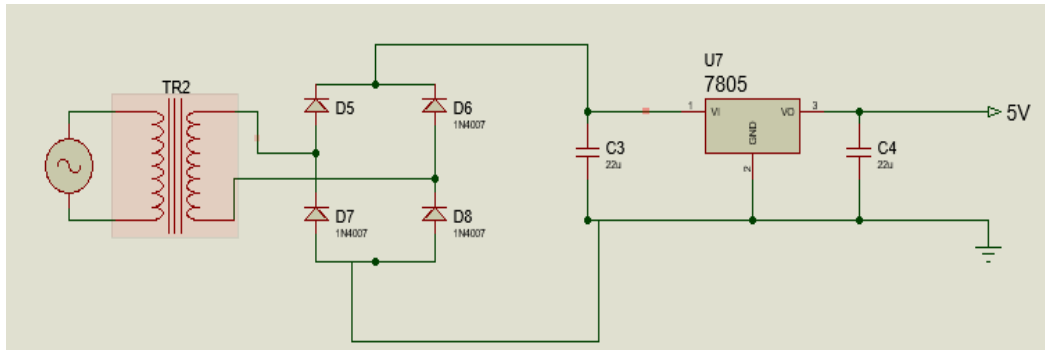 TR2
D5
D6
1N4007
D7
1N4007
D8
1N4007
C3
22u
U7
7805
1
VI
VO
3
GND
2
C4
22u
5V